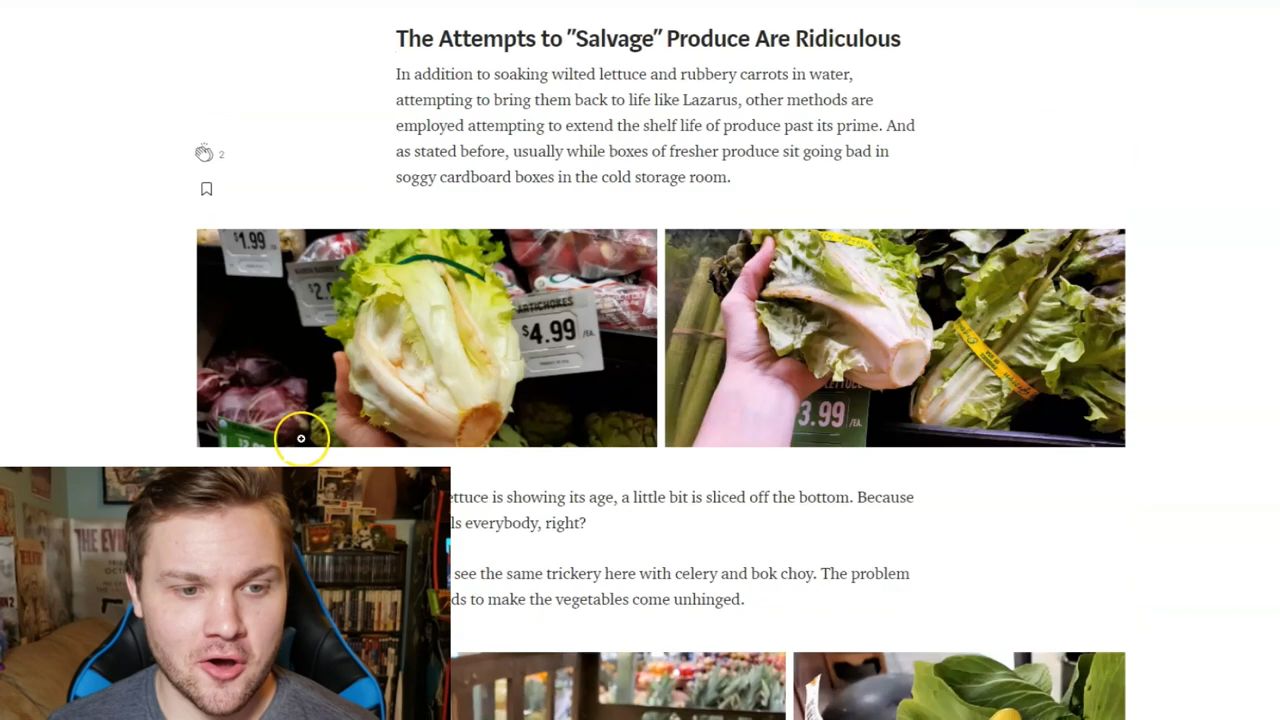 The Attempts to "Salvage" Produce Are Ridiculous
In addition to soaking wilted lettuce and rubbery carrots in water,
attempting to bring them back to life like Lazarus, other methods are
employed attempting to extend the shelf life of produce past its prime. And
as stated before, usually while boxes of fresher produce sit going bad in
soggy cardboard boxes in the cold storage room.
2
$1.99
ARTICHOKES
$4.99 /EA.
LETTUCE
3.99 /EA.
ettuce is showing its age, a little bit is sliced off the bottom. Because
ls everybody, right?
see the same trickery here with celery and bok choy. The problem
ds to make the vegetables come unhinged.
THE EVI